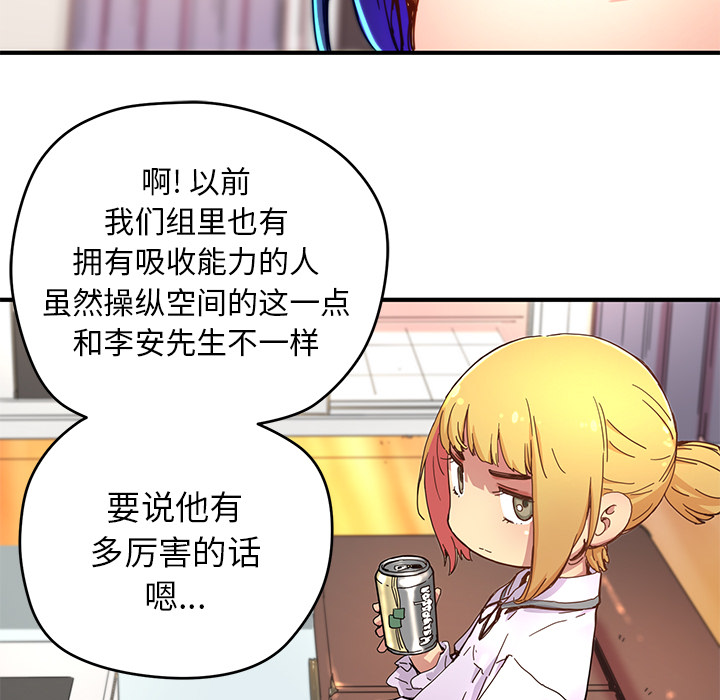 啊! 以前
我们组里也有
拥有吸收能力的人
虽然操纵空间的这一点
和李安先生不一样
要说他有
多厉害的话
嗯...